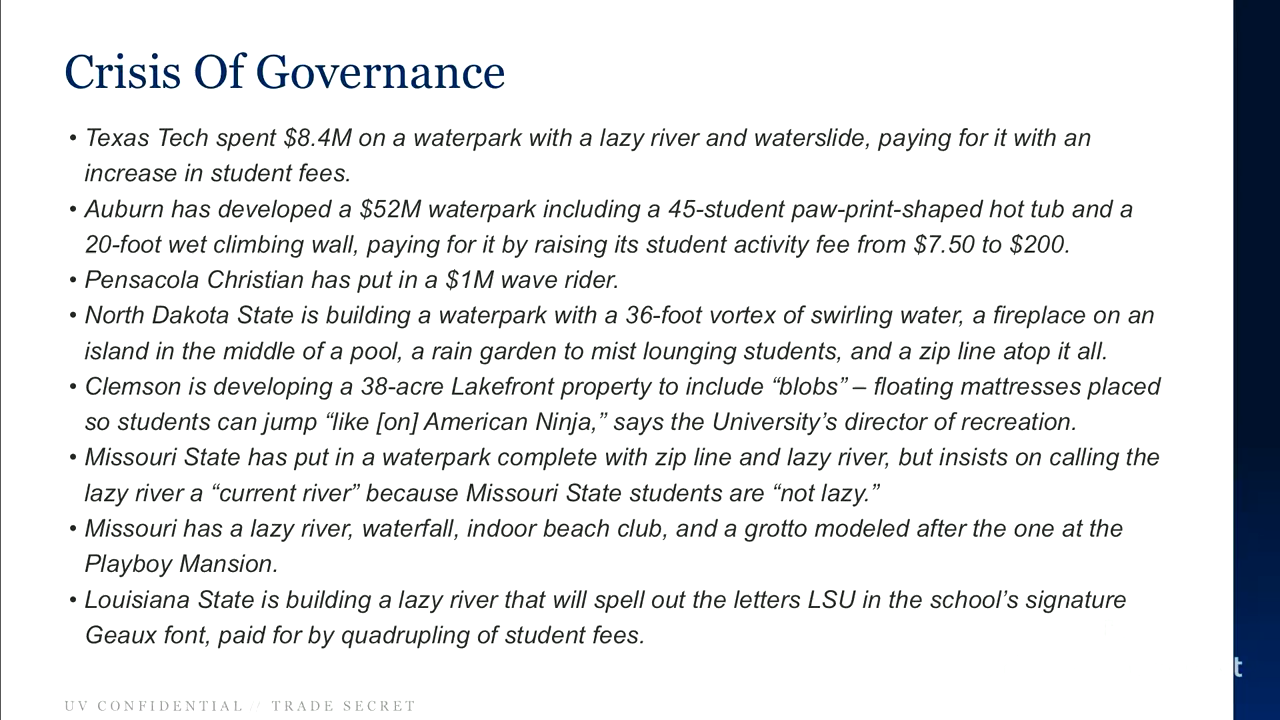 Crisis Of Governance
• Texas Tech spent $8.4M on a waterpark with a lazy river and waterslide, paying for it with an
increase in student fees.
• Auburn has developed a $52M waterpark including a 45-student paw-print-shaped hot tub and a
20-foot wet climbing wall, paying for it by raising its student activity fee from $7.50 to $200.
• Pensacola Christian has put in a $1M wave rider.
• North Dakota State is building a waterpark with a 36-foot vortex of swirling water, a fireplace on an
island in the middle of a pool, a rain garden to mist lounging students, and a zip line atop it all.
• Clemson is developing a 38-acre Lakefront property to include “blobs” – floating mattresses placed
so students can jump “like [on] American Ninja,” says the University’s director of recreation.
• Missouri State has put in a waterpark complete with zip line and lazy river, but insists on calling the
lazy river a “current river” because Missouri State students are “not lazy.”
• Missouri has a lazy river, waterfall, indoor beach club, and a grotto modeled after the one at the
Playboy Mansion.
• Louisiana State is building a lazy river that will spell out the letters LSU in the school’s signature
Geaux font, paid for by quadrupling of student fees.
t
UV CONFIDENTIAL // TRADE SECRET